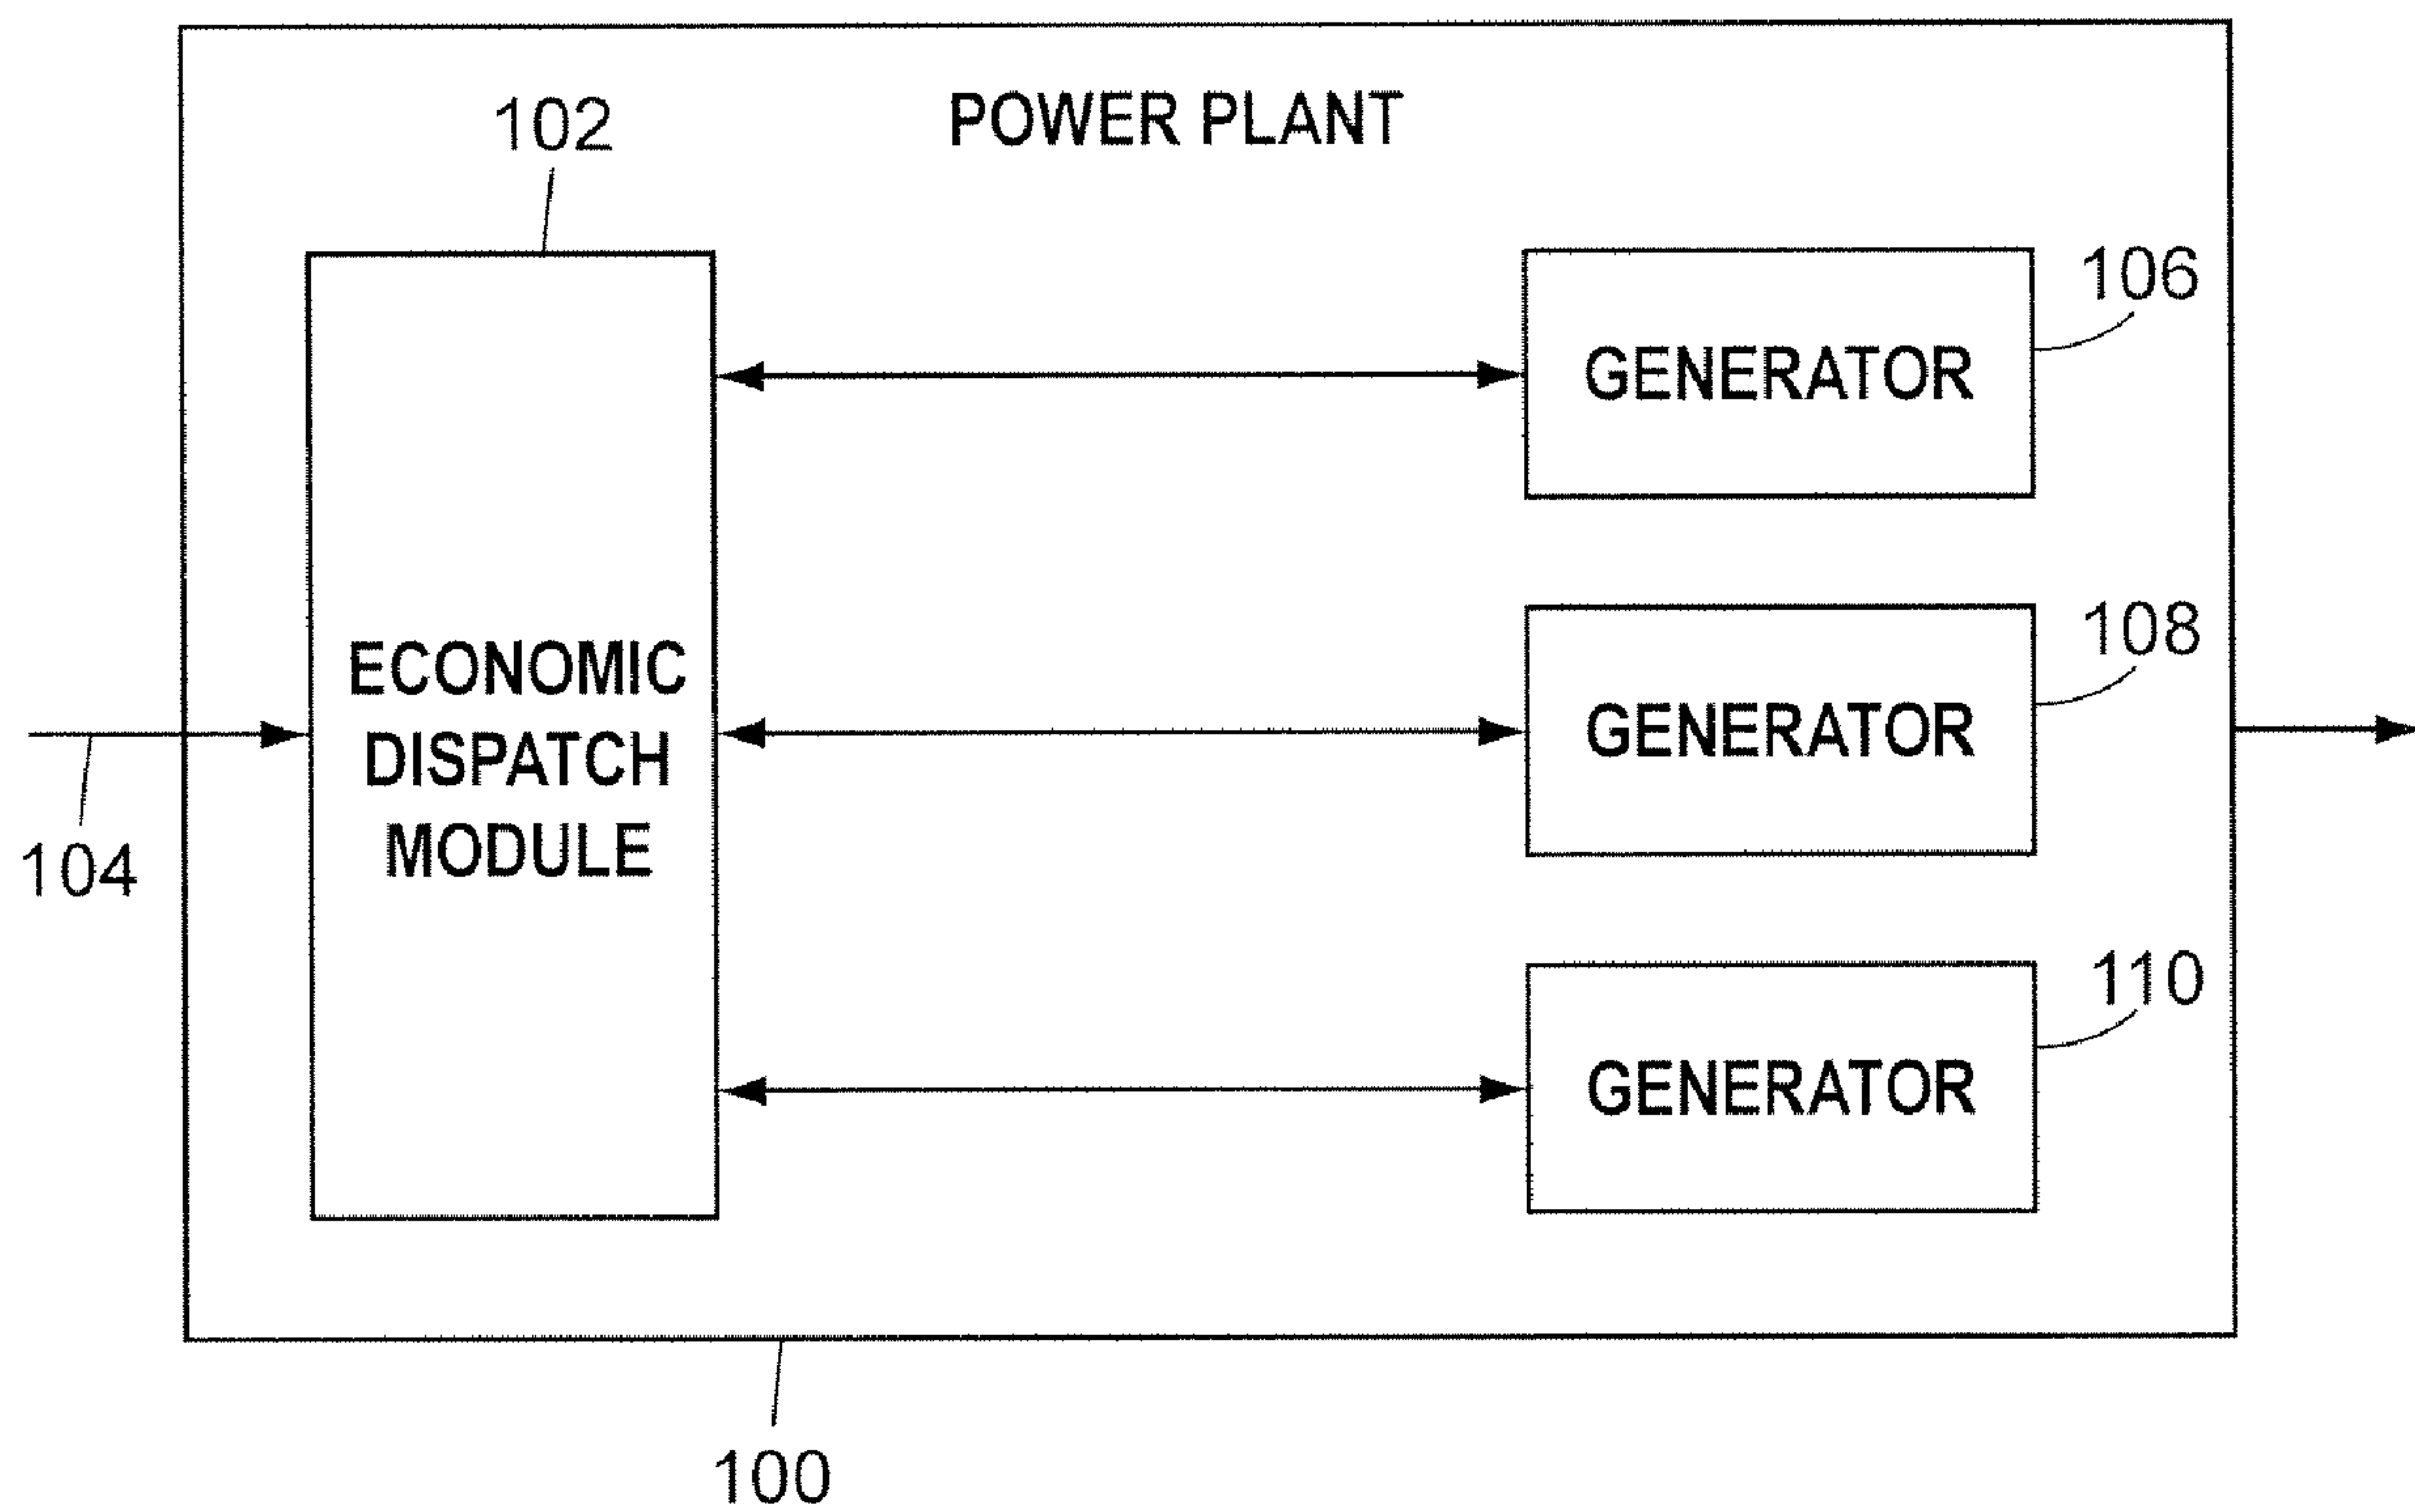 POWER PLANT
102
106
GENERATOR
108
ECONOMIC
DISPATCH
MODULE
GENERATOR
104
110
GENERATOR
100